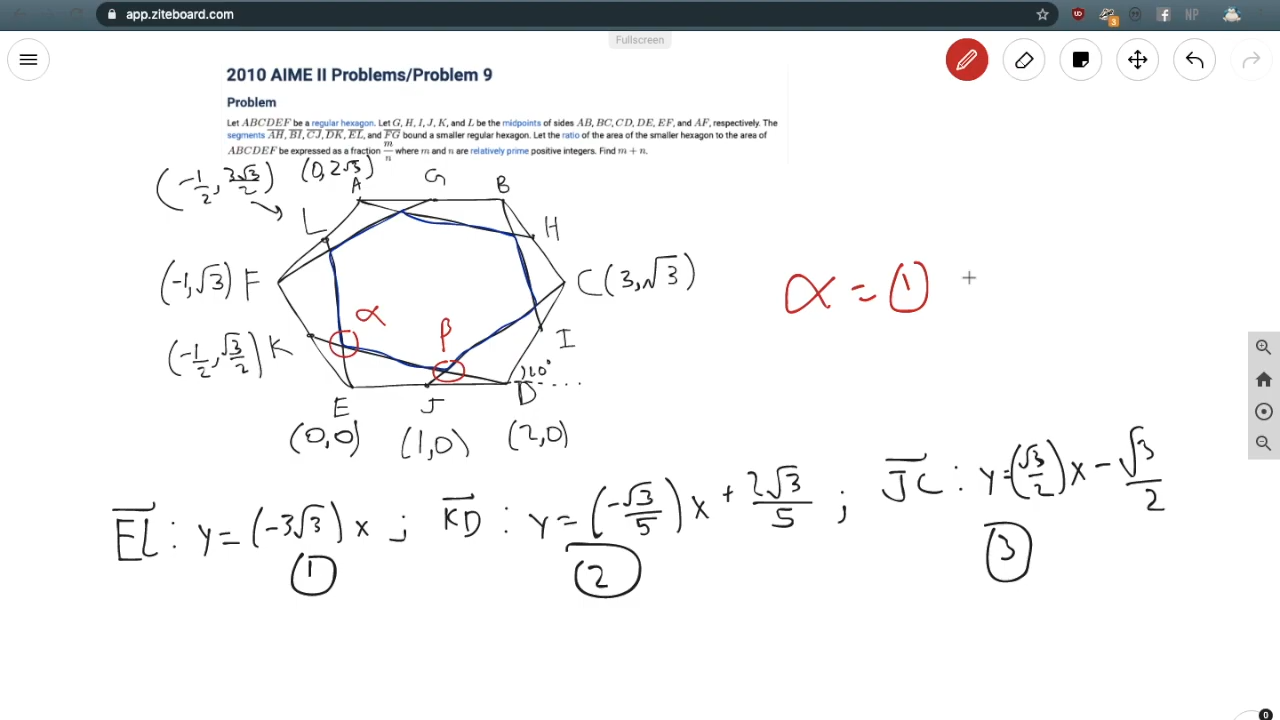 app.ziteboard.com
3
NP
Fullscreen
2010 AIME II Problems/Problem 9
Problem
Let ABCDEF be a regular hexagon. Let G, H, I, J, K, and L be the midpoints of sides AB, BC, CD, DE, EF, and AF, respectively. The
segments AH, BI, CJ, DK, EL, and FG bound a smaller regular hexagon. Let the ratio of the area of the smaller hexagon to the area of
ABCDEF be expressed as a fraction m/n where m and n are relatively prime positive integers. Find m + n.
(-1/2, 3√3/2) (0,2√3)
A G B
L H
(-1,√3) F C(3,√3)
α = ①
α β
(-1/2, √3/2) K I
120°
E J D
(0,0) (1,0) (2,0)
EL : y = (-3√3)x ; KD : y = (-√3/5)x + 2√3/5 ; JC : y = (√3/2)x - √3/2
① ② ③
0